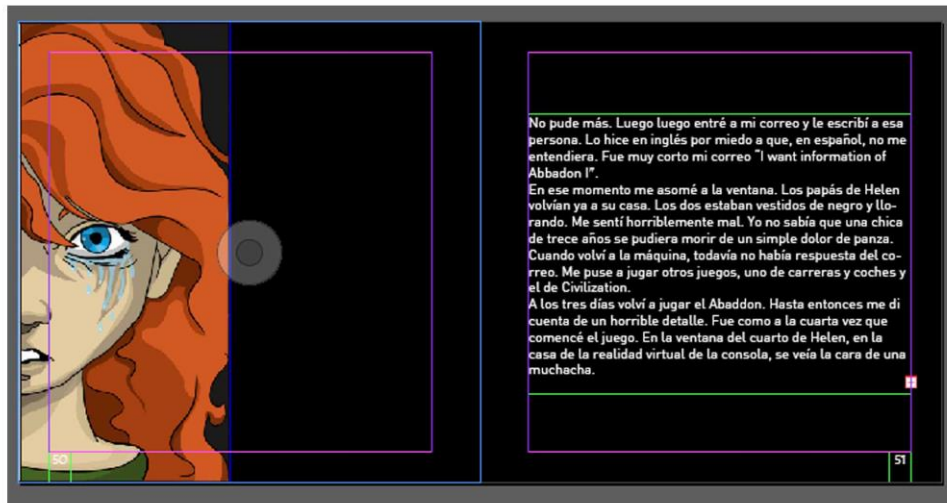 50
No pude más. Luego luego entré a mi correo y le escribí a esa
persona. Lo hice en inglés por miedo a que, en español, no me
entendiera. Fue muy corto mi correo “I want information of
Abbadon I”.
En ese momento me asomé a la ventana. Los papás de Helen
volvían ya a su casa. Los dos estaban vestidos de negro y llo-
rando. Me sentí horriblemente mal. Yo no sabía que una chica
de trece años se pudiera morir de un simple dolor de panza.
Cuando volví a la máquina, todavía no había respuesta del co-
rreo. Me puse a jugar otros juegos, uno de carreras y coches y
el de Civilization.
A los tres días volví a jugar el Abaddon. Hasta entonces me di
cuenta de un horrible detalle. Fue como a la cuarta vez que
comencé el juego. En la ventana del cuarto de Helen, en la
casa de la realidad virtual de la consola, se veía la cara de una
muchacha.
51